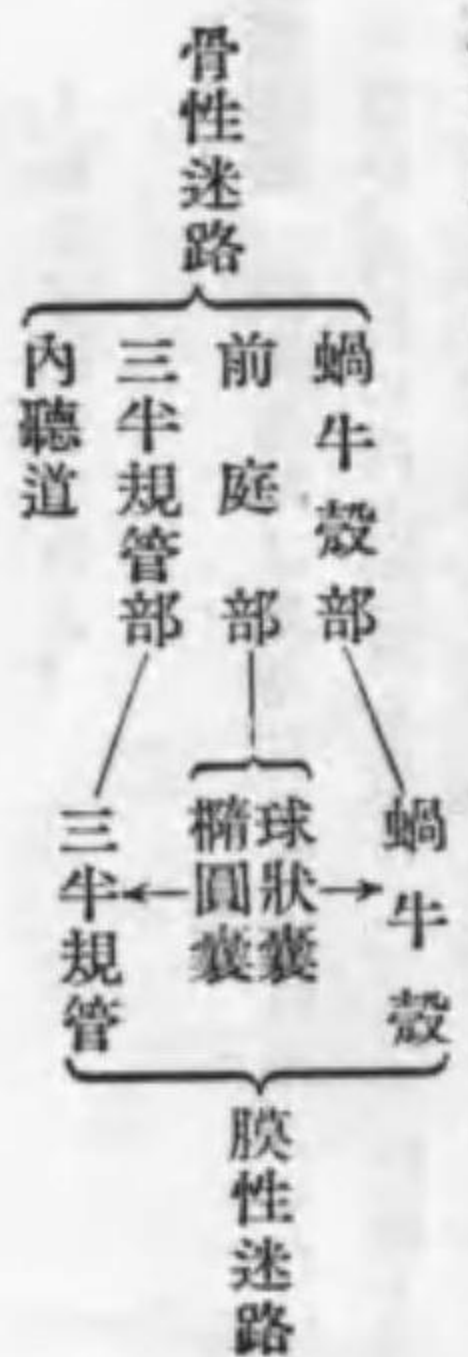 骨性迷路
蝸牛殼部
前庭部
三半規管部
內聽道
蝸牛殼
球狀囊
橢圓囊
三半規管
膜性迷路